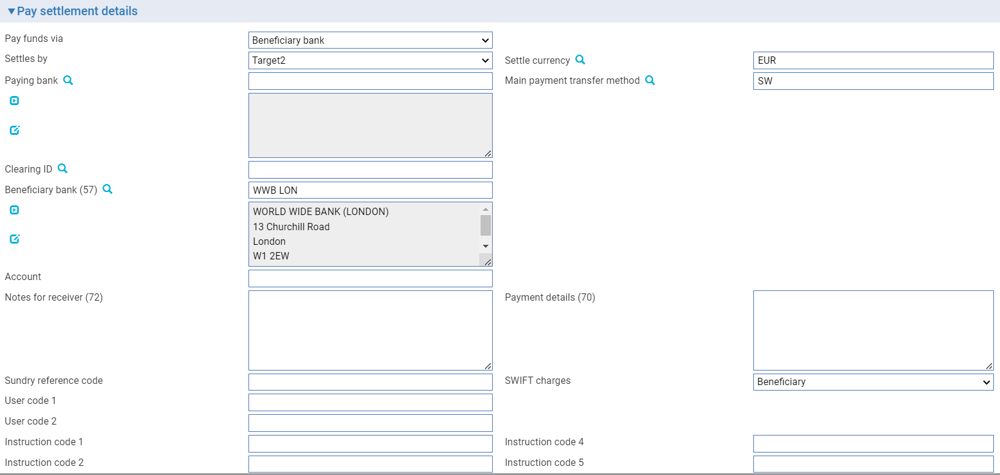 Pay settlement details
Pay funds via Beneficiary bank
Settles by Target2 Settle currency EUR
Paying bank Main payment transfer method SW
Clearing ID
Beneficiary bank (57) WWB LON
WORLD WIDE BANK (LONDON)
13 Churchill Road
London
W1 2EW
Account
Notes for receiver (72) Payment details (70)
Sundry reference code SWIFT charges Beneficiary
User code 1
User code 2
Instruction code 1 Instruction code 4
Instruction code 2 Instruction code 5